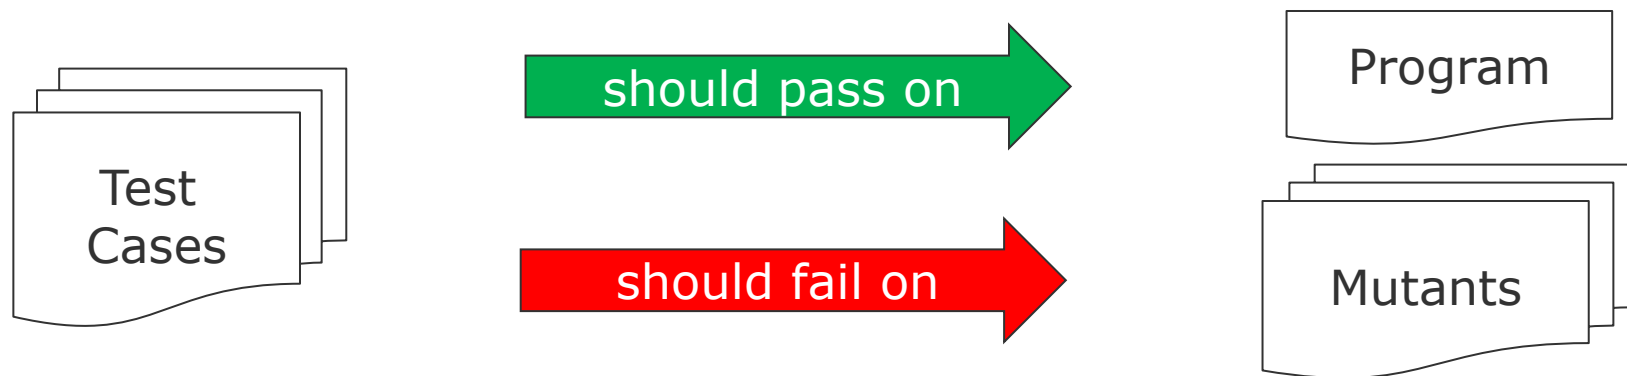 Test
Cases
should pass on
should fail on
Program
Mutants